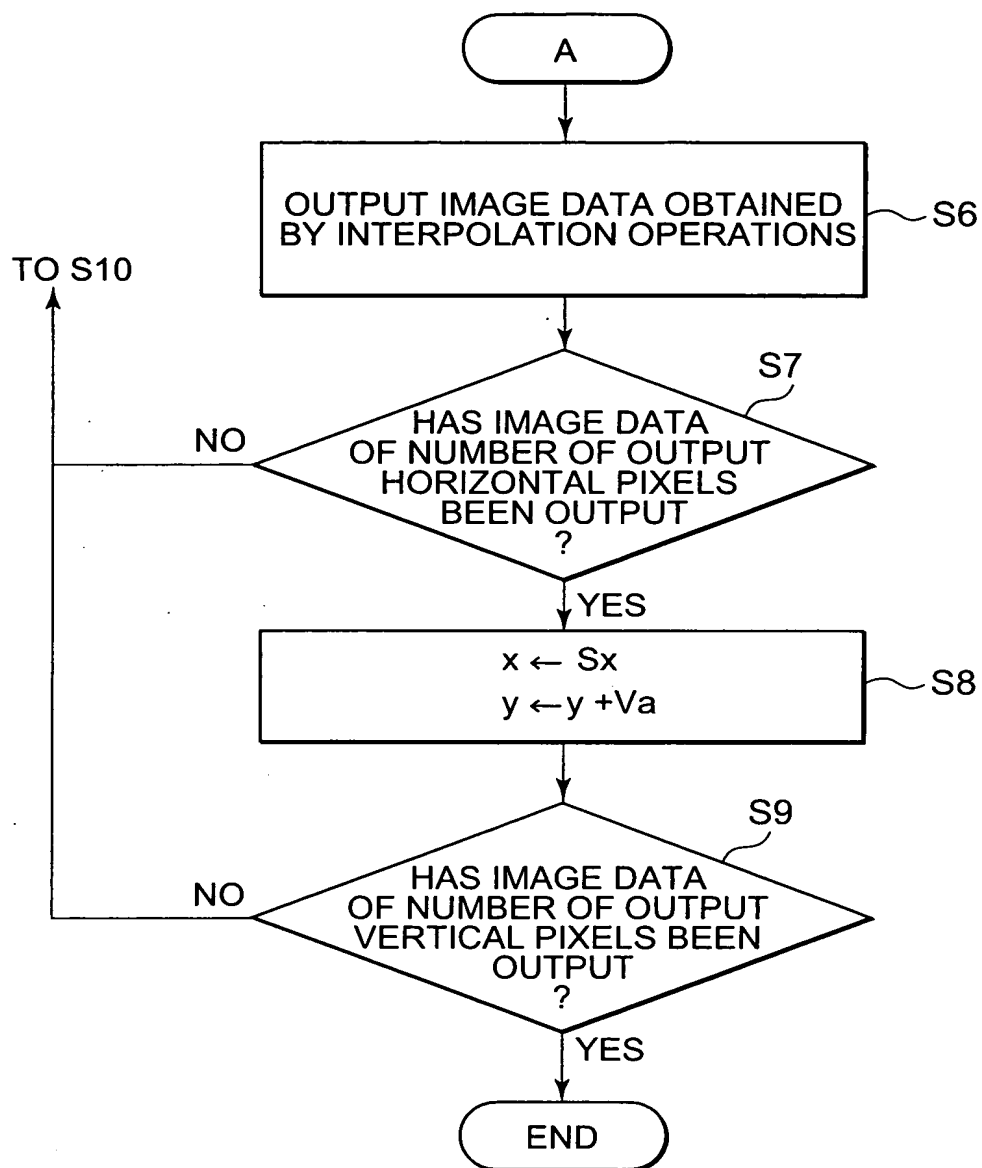 A
OUTPUT IMAGE DATA OBTAINED
BY INTERPOLATION OPERATIONS
S6
TO S10
S7
HAS IMAGE DATA
OF NUMBER OF OUTPUT
HORIZONTAL PIXELS
BEEN OUTPUT
?
NO
YES
x ← Sx
y ← y +Va
S8
S9
HAS IMAGE DATA
OF NUMBER OF OUTPUT
VERTICAL PIXELS BEEN
OUTPUT
?
NO
YES
END